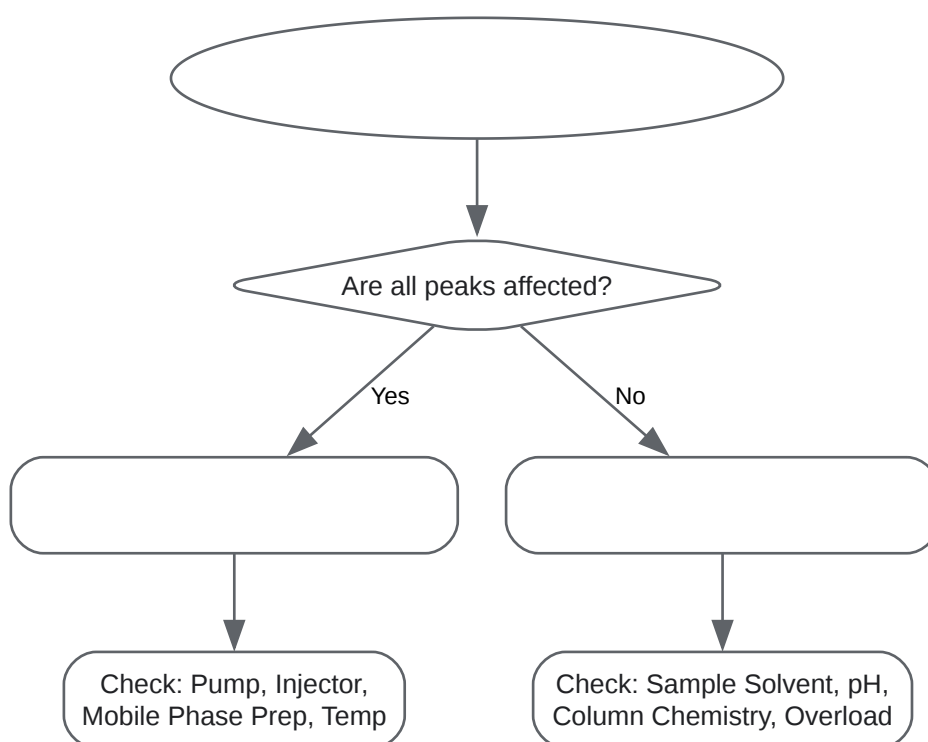 Are all peaks affected?
Yes
No
Check: Pump, Injector,
Mobile Phase Prep, Temp
Check: Sample Solvent, pH,
Column Chemistry, Overload